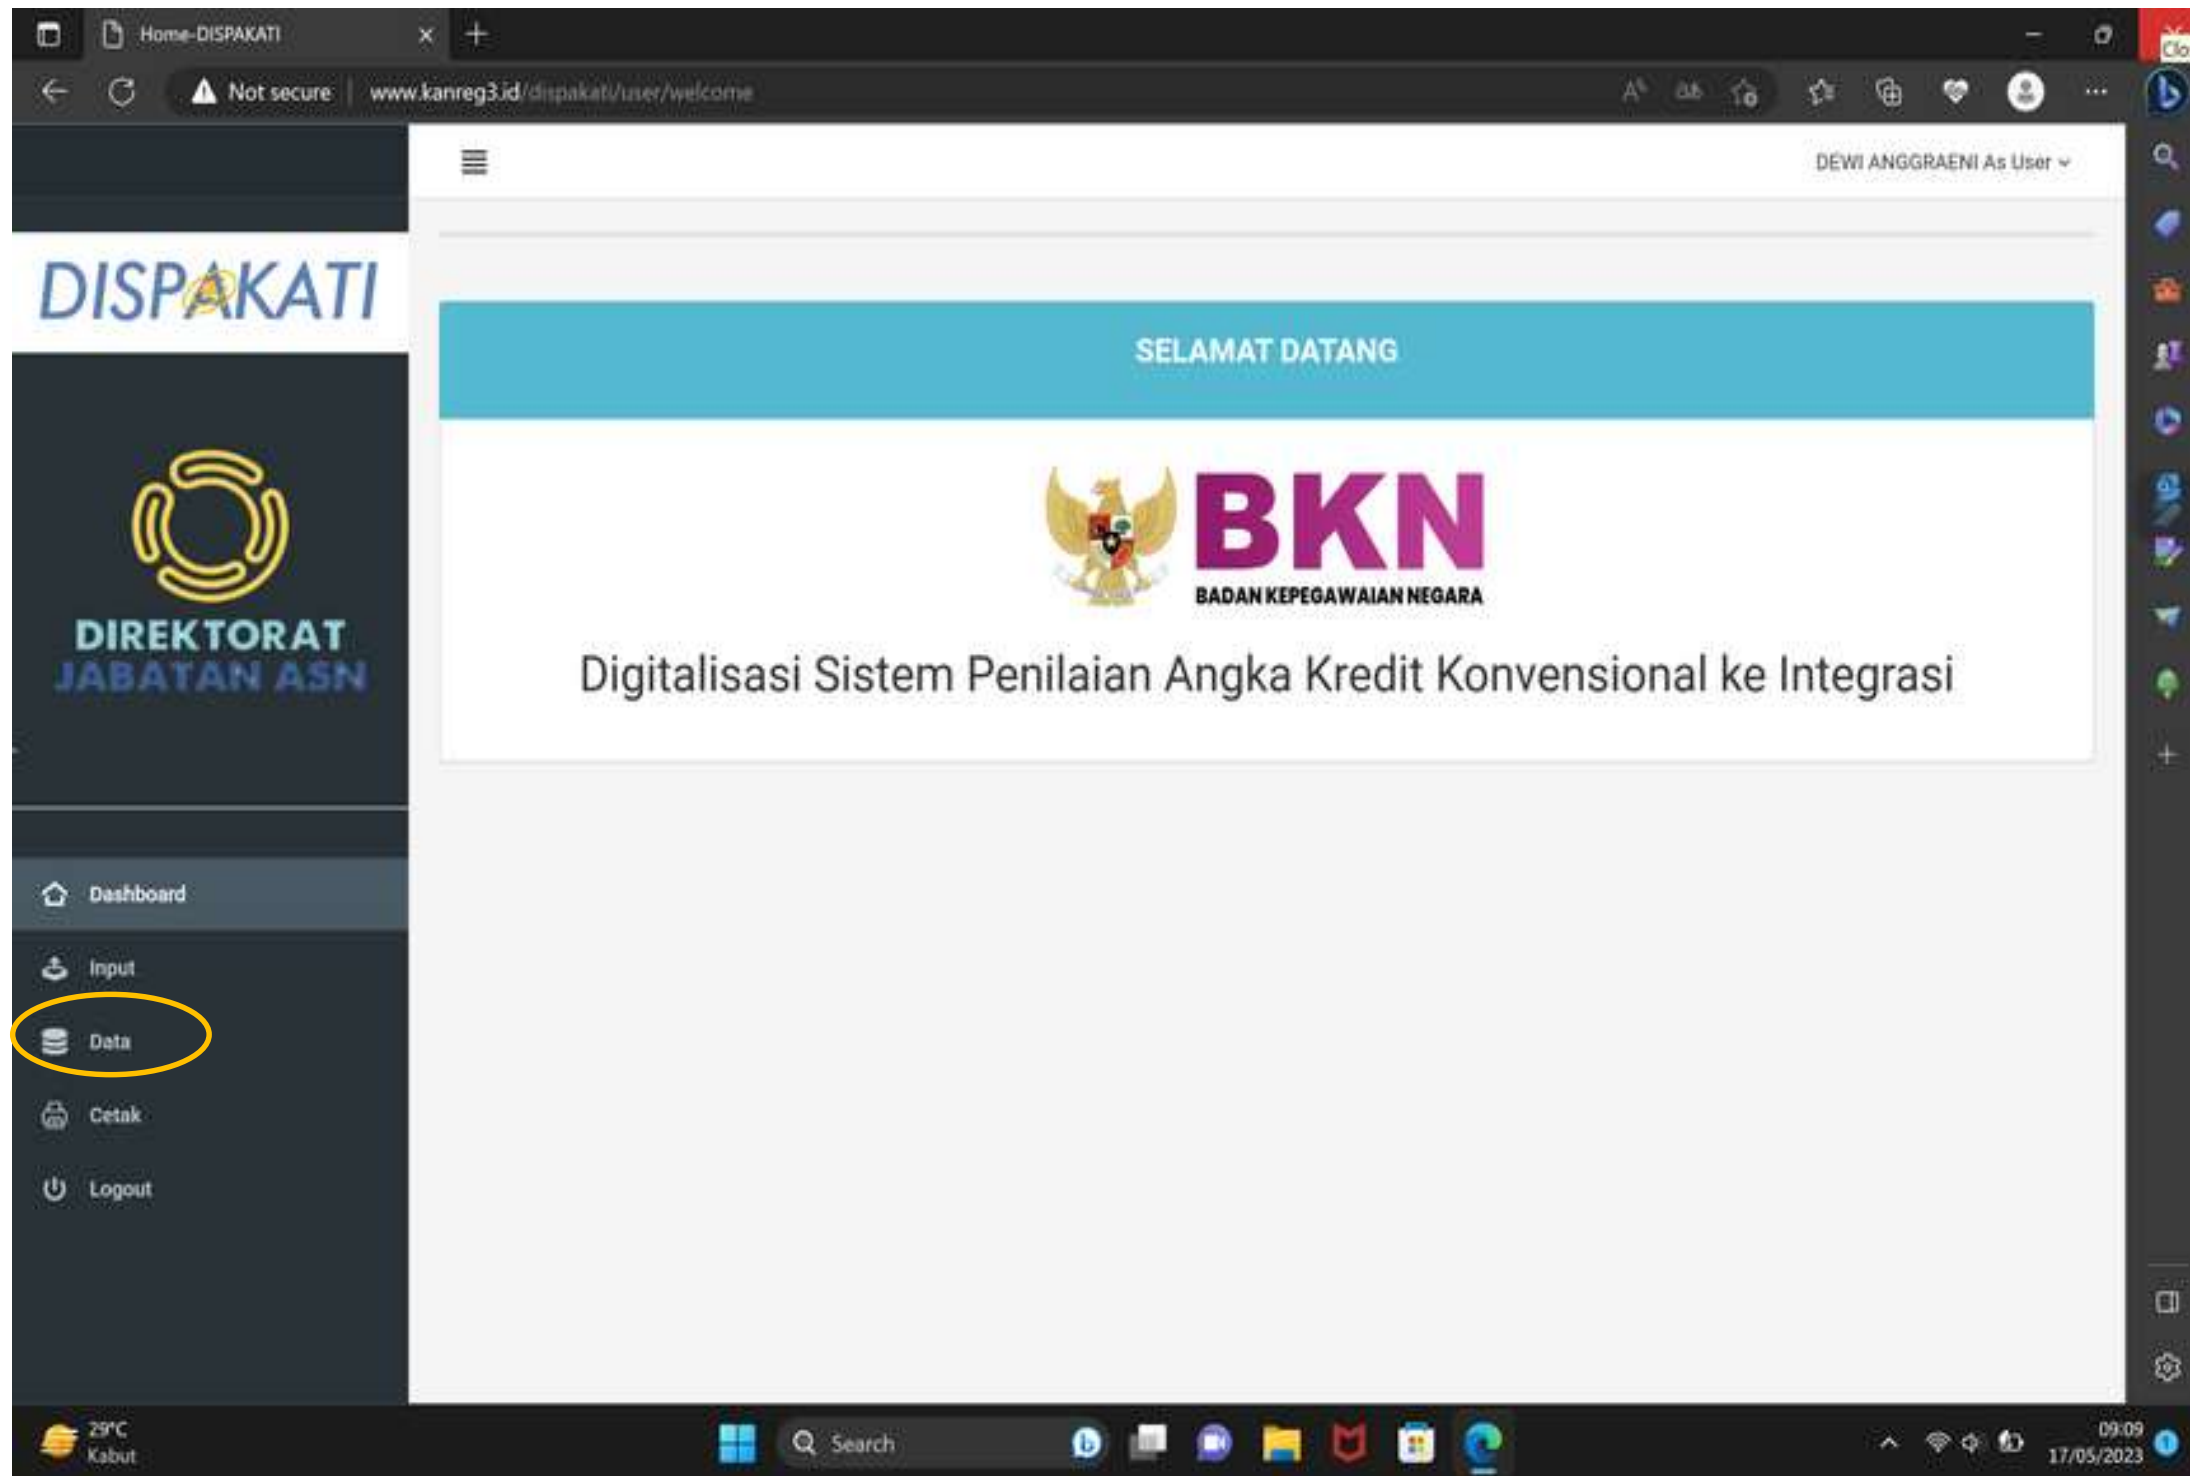 Home-DISPAKATI
Clo
Not secure www.kanreg3.id/dispakati/user/welcome
DEWI ANGGRAENI As User
DISPAKATI
SELAMAT DATANG
BKN
BADAN KEPEGAWAIAN NEGARA
DIREKTORAT
JABATAN ASN
Digitalisasi Sistem Penilaian Angka Kredit Konvensional ke Integrasi
Dashboard
Input
Data
Cetak
Logout
29°C
Kabut
Search
09:09
17/05/2023
1